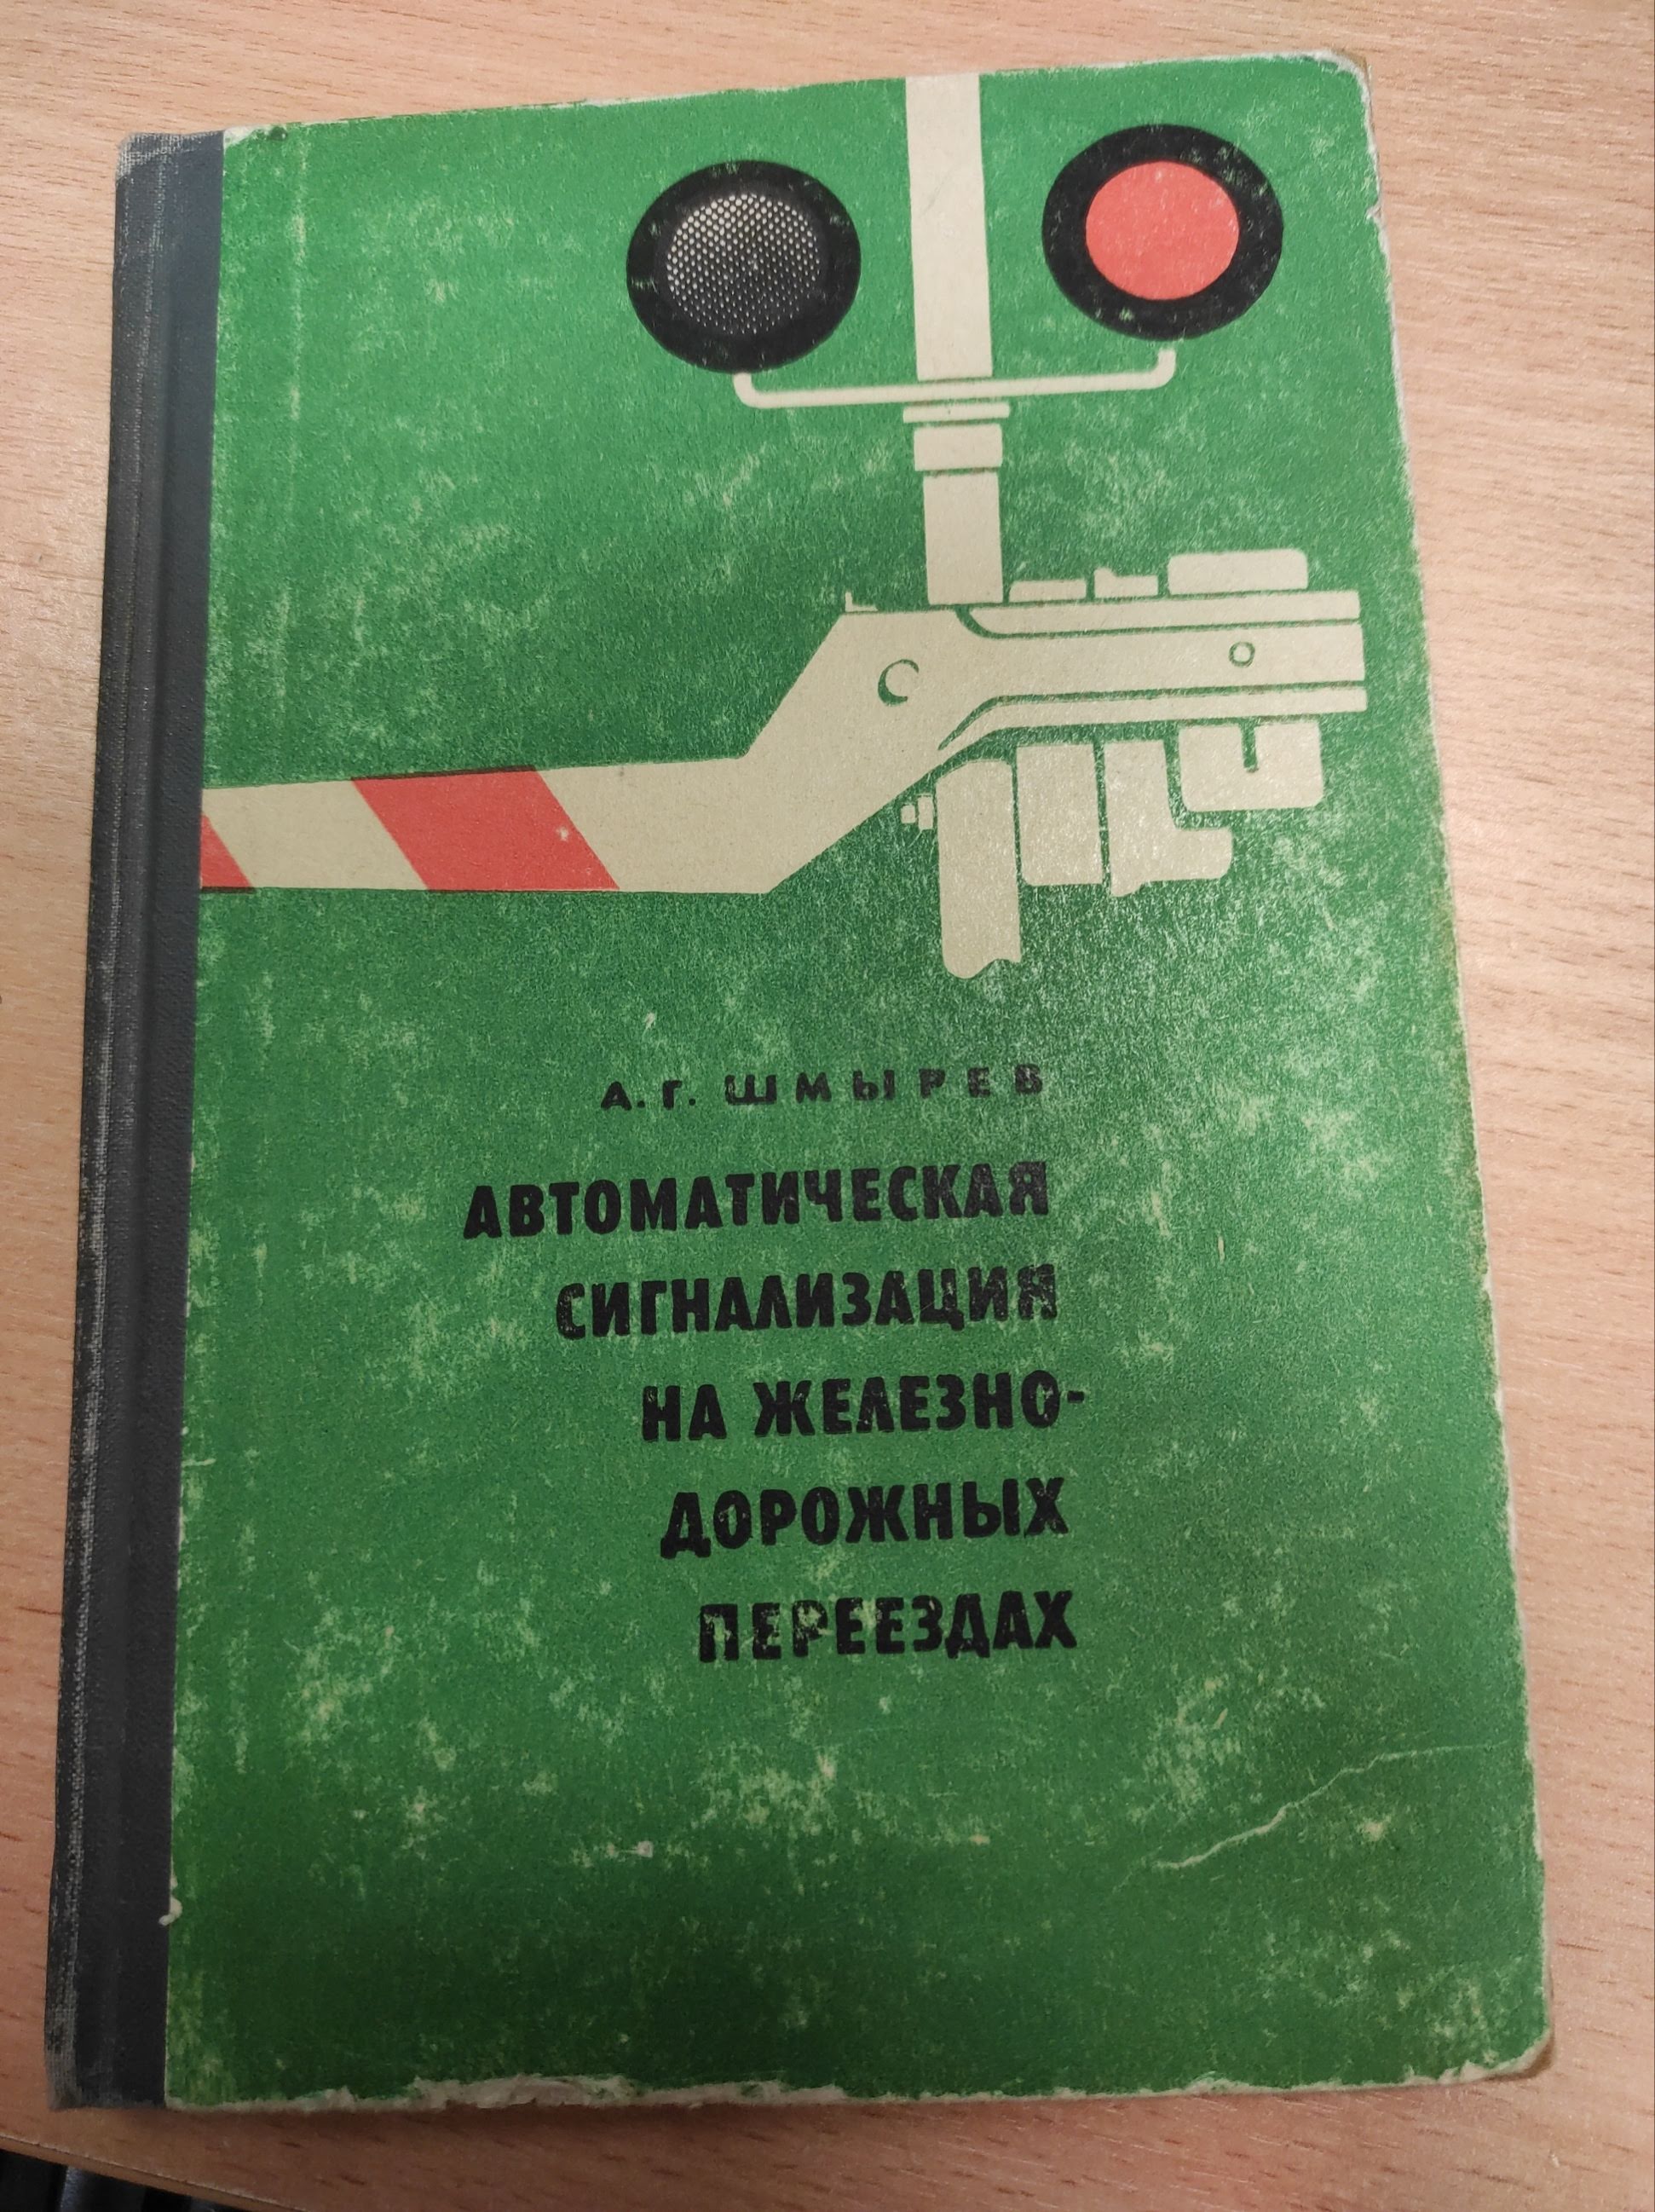 А. Г. ШМЫРЕВ
АВТОМАТИЧЕСКАЯ
СИГНАЛИЗАЦИЯ
НА ЖЕЛЕЗНО-
ДОРОЖНЫХ
ПЕРЕЕЗДАХ